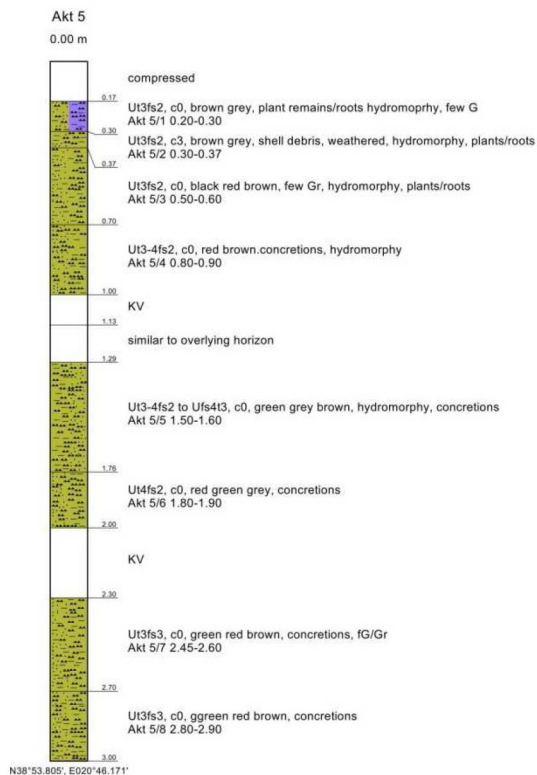 Akt 5
0.00 m
compressed
0.17
Ut3fs2, c0, brown grey, plant remains/roots hydromoprhy, few G
Akt 5/1 0.20-0.30
0.30
Ut3fs2, c3, brown grey, shell debris, weathered, hydromorphy, plants/roots
Akt 5/2 0.30-0.37
0.37
Ut3fs2, c0, black red brown, few Gr, hydromorphy, plants/roots
Akt 5/3 0.50-0.60
0.70
Ut3-4fs2, c0, red brown.concretions, hydromorphy
Akt 5/4 0.80-0.90
1.00
KV
1.13
similar to overlying horizon
1.29
Ut3-4fs2 to Ufs4t3, c0, green grey brown, hydromorphy, concretions
Akt 5/5 1.50-1.60
1.76
Ut4fs2, c0, red green grey, concretions
Akt 5/6 1.80-1.90
2.00
KV
2.30
Ut3fs3, c0, green red brown, concretions, fG/Gr
Akt 5/7 2.45-2.60
2.70
Ut3fs3, c0, ggreen red brown, concretions
Akt 5/8 2.80-2.90
3.00
N38°53.805', E020°46.171'